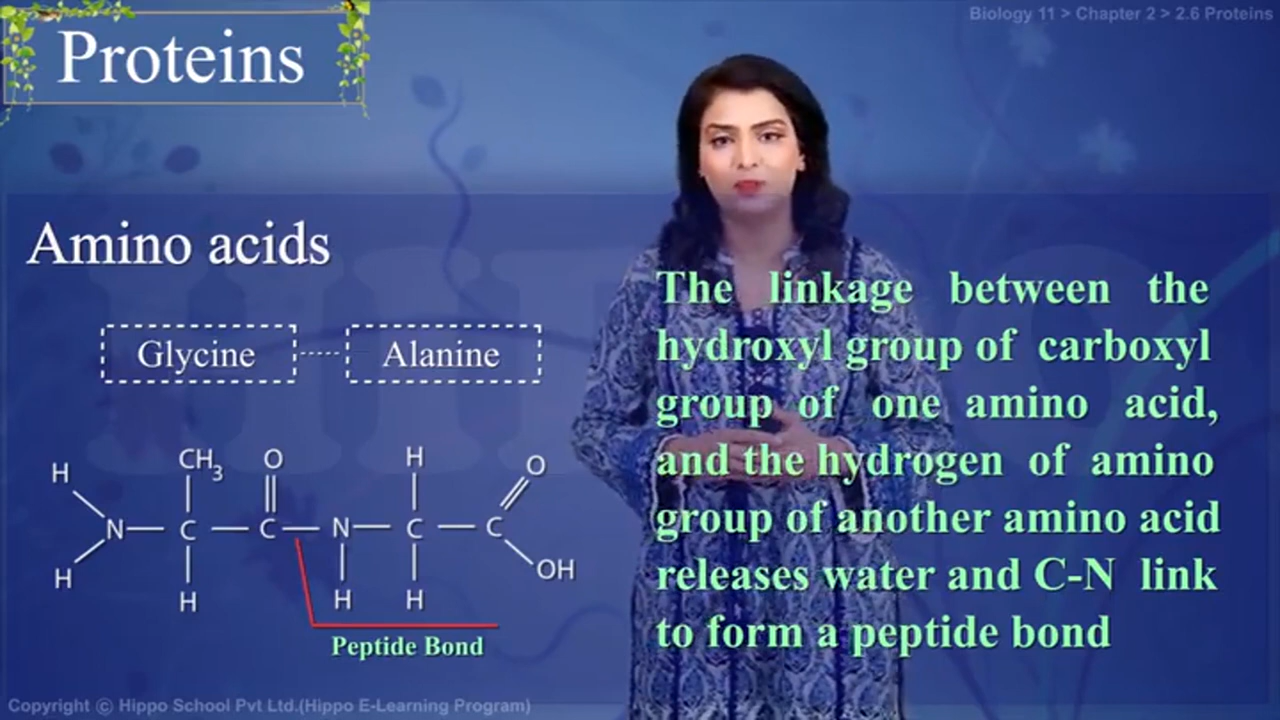 Biology 11 > Chapter 2 > 2.6 Proteins
Proteins
Amino acids
Glycine
Alanine
The linkage between the
hydroxyl group of carboxyl
group of one amino acid,
and the hydrogen of amino
group of another amino acid
releases water and C-N link
to form a peptide bond
H CH3 O H O
N C C N C C
H H H H OH
Peptide Bond
Copyright © Hippo School Pvt Ltd.(Hippo E-Learning Program)